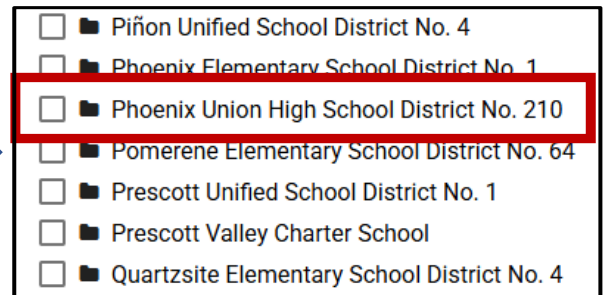 Piñon Unified School District No. 4
Phoenix Elementary School District No. 1
Phoenix Union High School District No. 210
Pomerene Elementary School District No. 64
Prescott Unified School District No. 1
Prescott Valley Charter School
Quartzsite Elementary School District No. 4